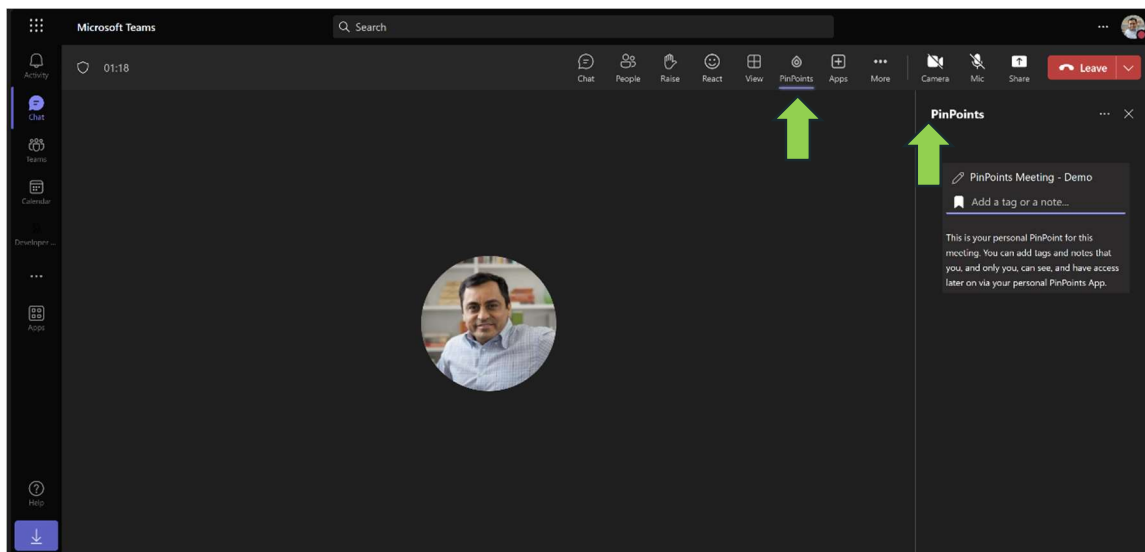 Microsoft Teams
Search
Activity
Chat
Teams
Calendar
Developer ...
Apps
Help
01:18
Chat
People
Raise
React
View
PinPoints
Apps
More
Camera
Mic
Share
Leave
PinPoints
PinPoints Meeting - Demo
Add a tag or a note...
This is your personal PinPoint for this
meeting. You can add tags and notes that
you, and only you, can see, and have access
later on via your personal PinPoints App.